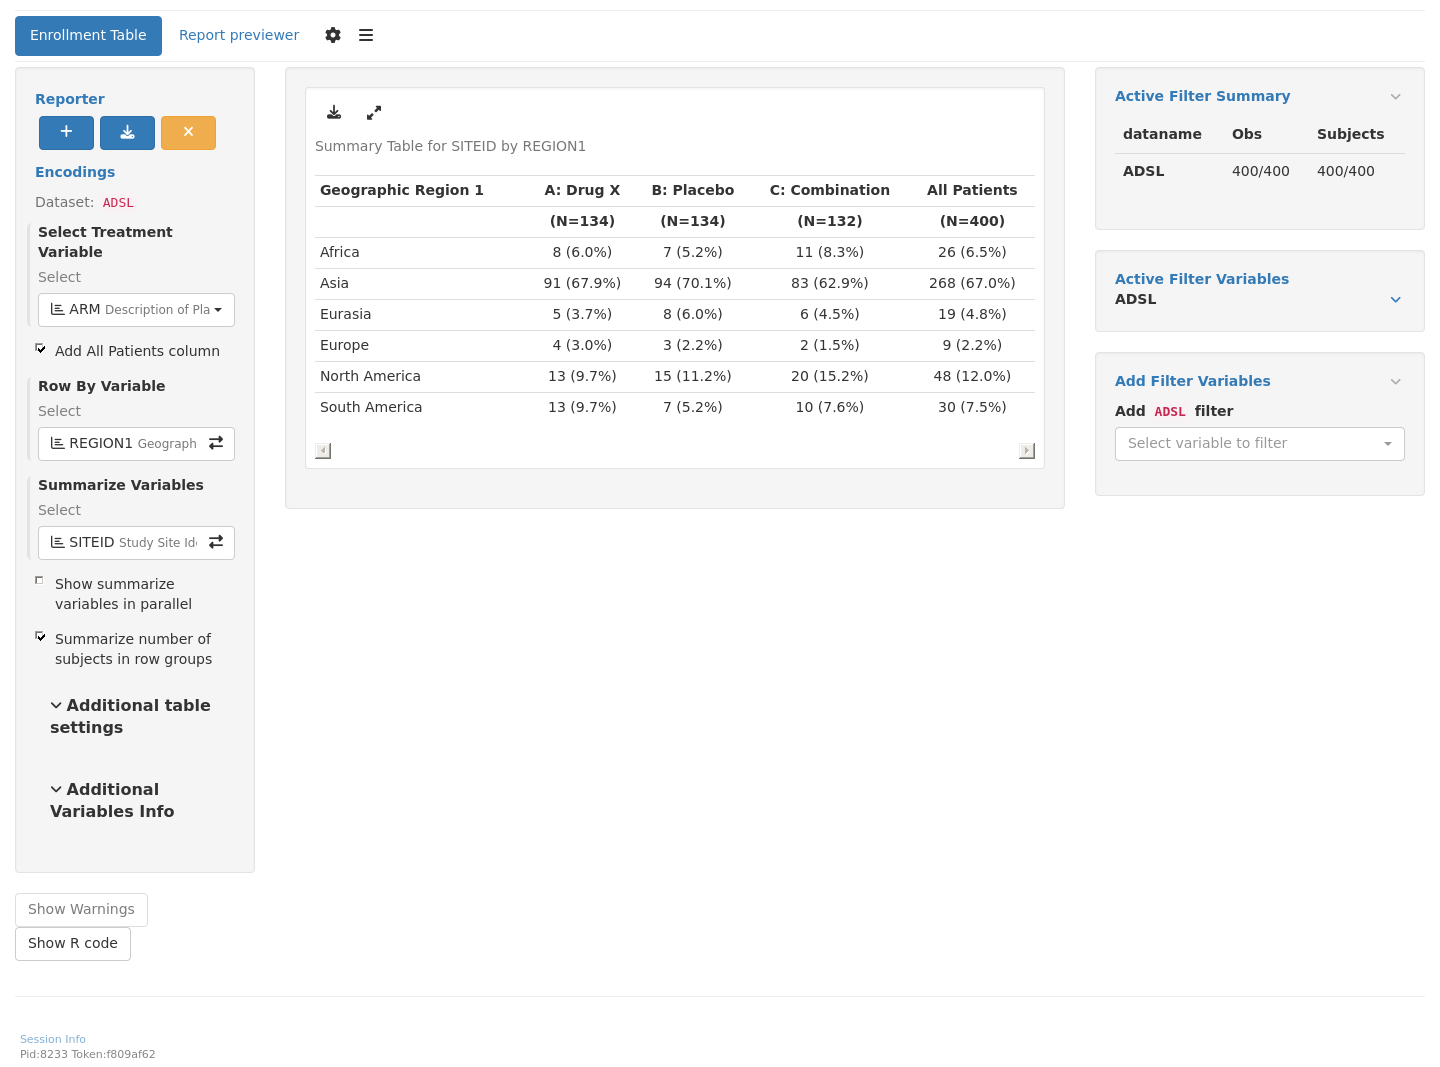 Enrollment Table
Report previewer
Reporter
Encodings
Dataset: ADSL
Select Treatment
Variable
Select
ARM Description of Pla
Add All Patients column
Row By Variable
Select
REGION1 Geograph
Summarize Variables
Select
SITEID Study Site Id
Show summarize
variables in parallel
Summarize number of
subjects in row groups
Additional table
settings
Additional
Variables Info
Show Warnings
Show R code
Summary Table for SITEID by REGION1
Geographic Region 1 A: Drug X B: Placebo C: Combination All Patients
(N=134) (N=134) (N=132) (N=400)
Africa 8 (6.0%) 7 (5.2%) 11 (8.3%) 26 (6.5%)
Asia 91 (67.9%) 94 (70.1%) 83 (62.9%) 268 (67.0%)
Eurasia 5 (3.7%) 8 (6.0%) 6 (4.5%) 19 (4.8%)
Europe 4 (3.0%) 3 (2.2%) 2 (1.5%) 9 (2.2%)
North America 13 (9.7%) 15 (11.2%) 20 (15.2%) 48 (12.0%)
South America 13 (9.7%) 7 (5.2%) 10 (7.6%) 30 (7.5%)
Active Filter Summary
dataname Obs Subjects
ADSL 400/400 400/400
Active Filter Variables
ADSL
Add Filter Variables
Add ADSL filter
Select variable to filter
Session Info
Pid:8233 Token:f809af62